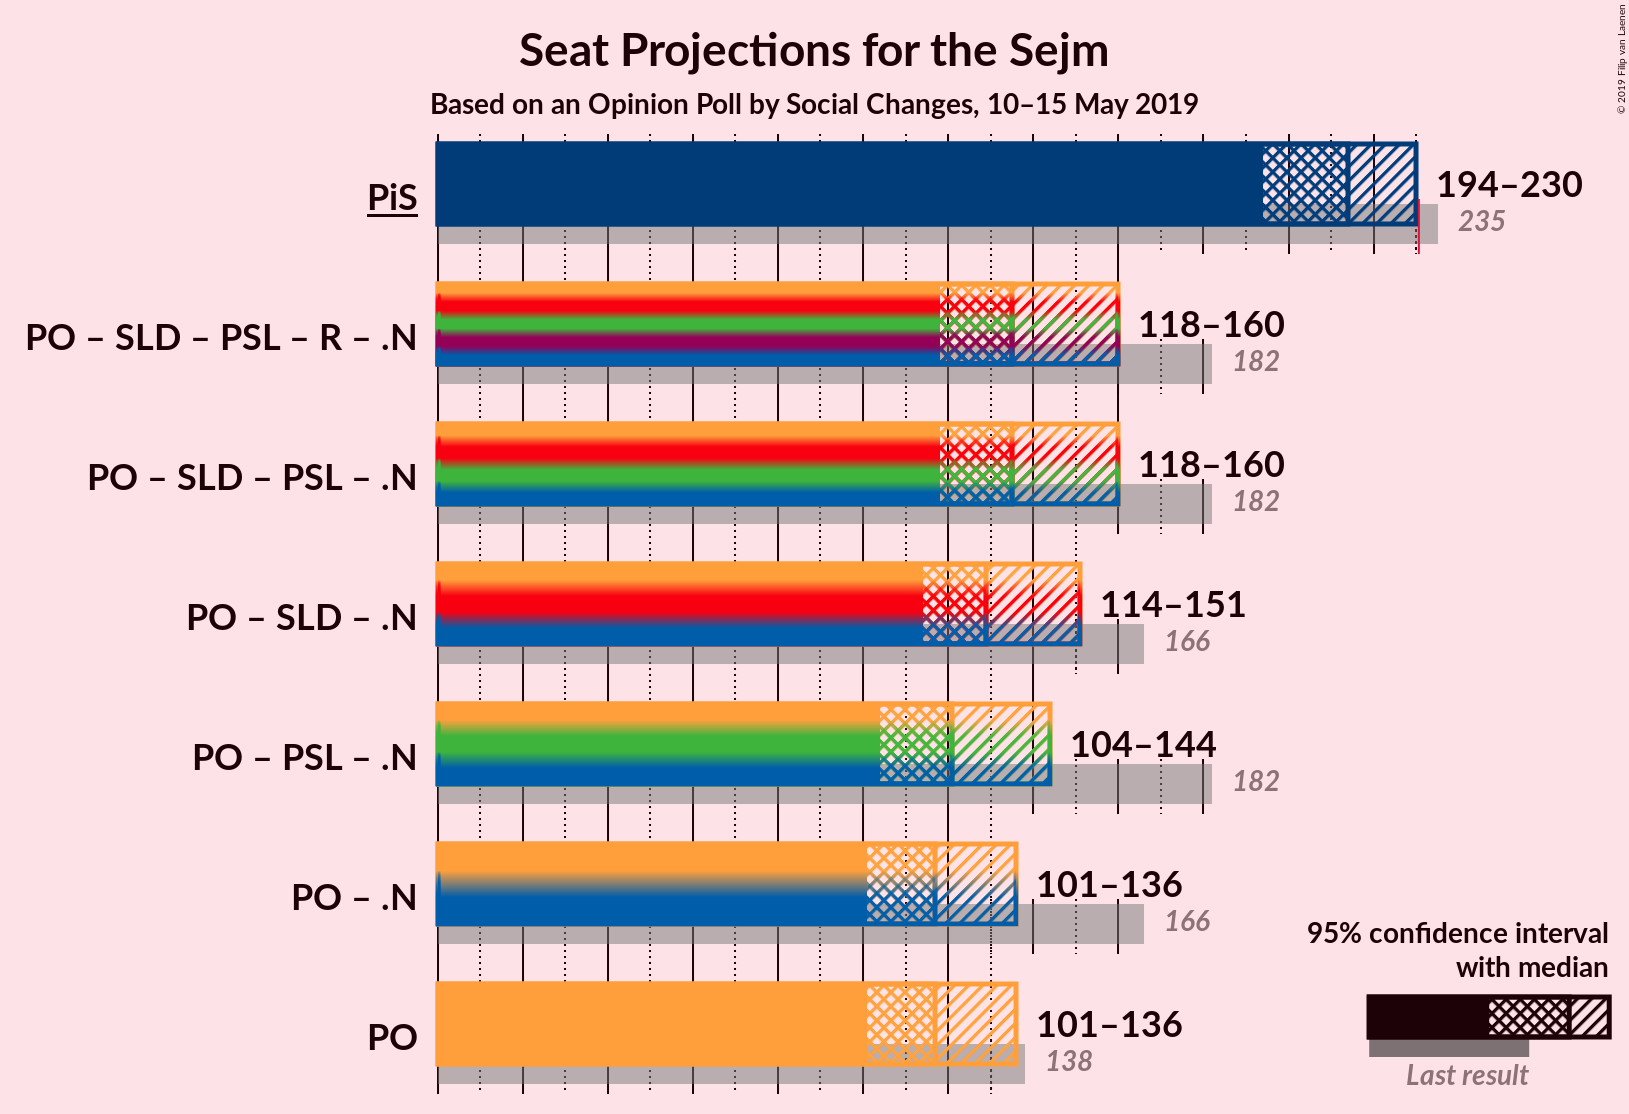 Seat Projections for the Sejm
Based on an Opinion Poll by Social Changes, 10–15 May 2019
© 2019 Filip van Laenen
PiS
194–230
235
PO – SLD – PSL – R – .N
118–160
182
PO – SLD – PSL – .N
118–160
182
PO – SLD – .N
114–151
166
PO – PSL – .N
104–144
182
PO – .N
101–136
166
PO
101–136
138
95% confidence interval
with median
Last result